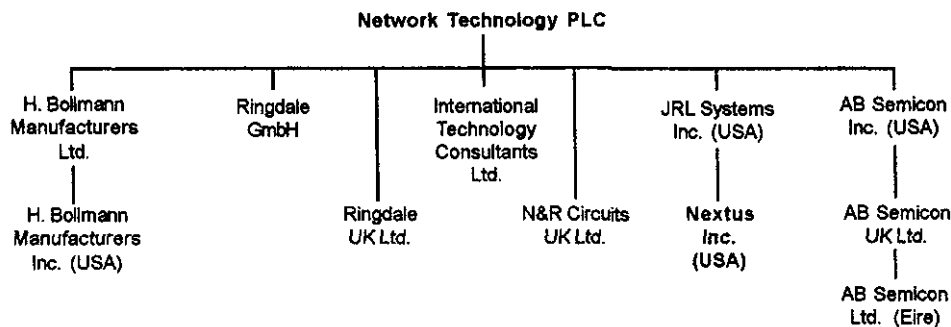 Network Technology PLC
H. Bollmann
Manufacturers
Ltd.
Ringdale
GmbH
International
Technology
Consultants
Ltd.
JRL Systems
Inc. (USA)
AB Semicon
Inc. (USA)
H. Bollmann
Manufacturers
Inc. (USA)
Ringdale
UK Ltd.
N&R Circuits
UK Ltd.
Nextus
Inc.
(USA)
AB Semicon
UK Ltd.
AB Semicon
Ltd. (Eire)